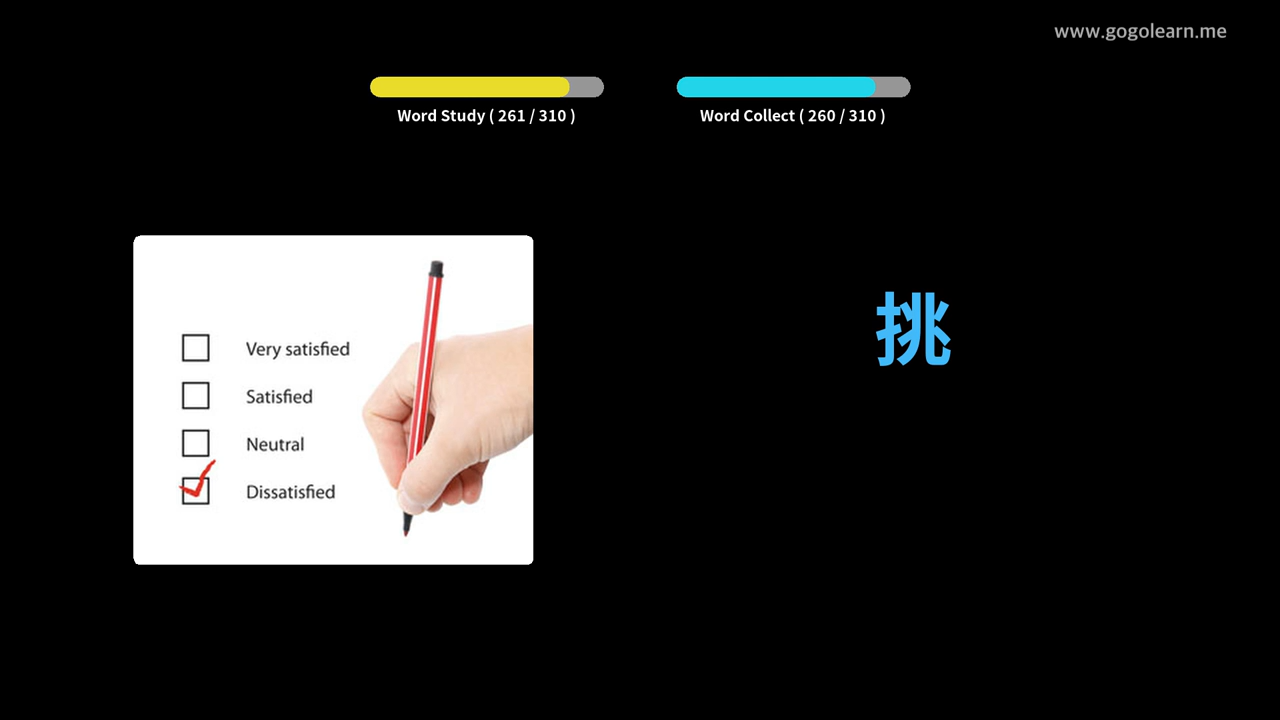 www.gogolearn.me
Word Study ( 261 / 310 )
Word Collect ( 260 / 310 )
Very satisfied
Satisfied
Neutral
Dissatisfied
挑